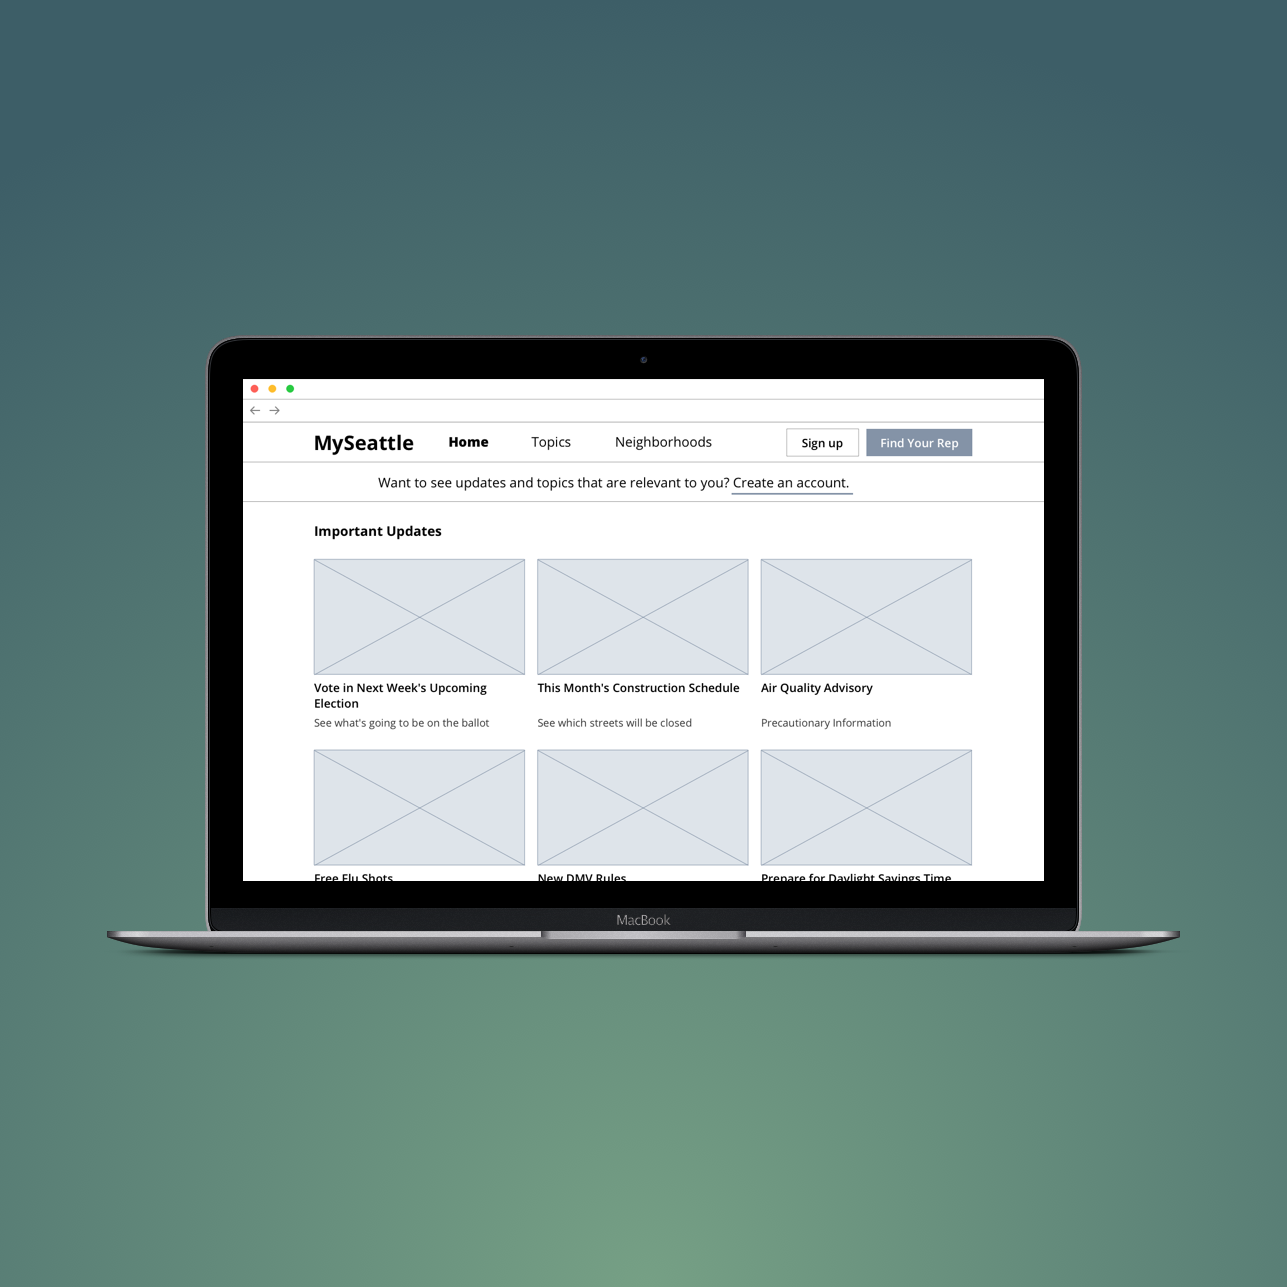 MySeattle Home Topics Neighborhoods Sign up Find Your Rep
Want to see updates and topics that are relevant to you? Create an account.
Important Updates
Vote in Next Week's Upcoming
Election
See what's going to be on the ballot
This Month's Construction Schedule
See which streets will be closed
Air Quality Advisory
Precautionary Information
Free Flu Shots
New DMV Rules
Prepare for Daylight Savings Time
MacBook